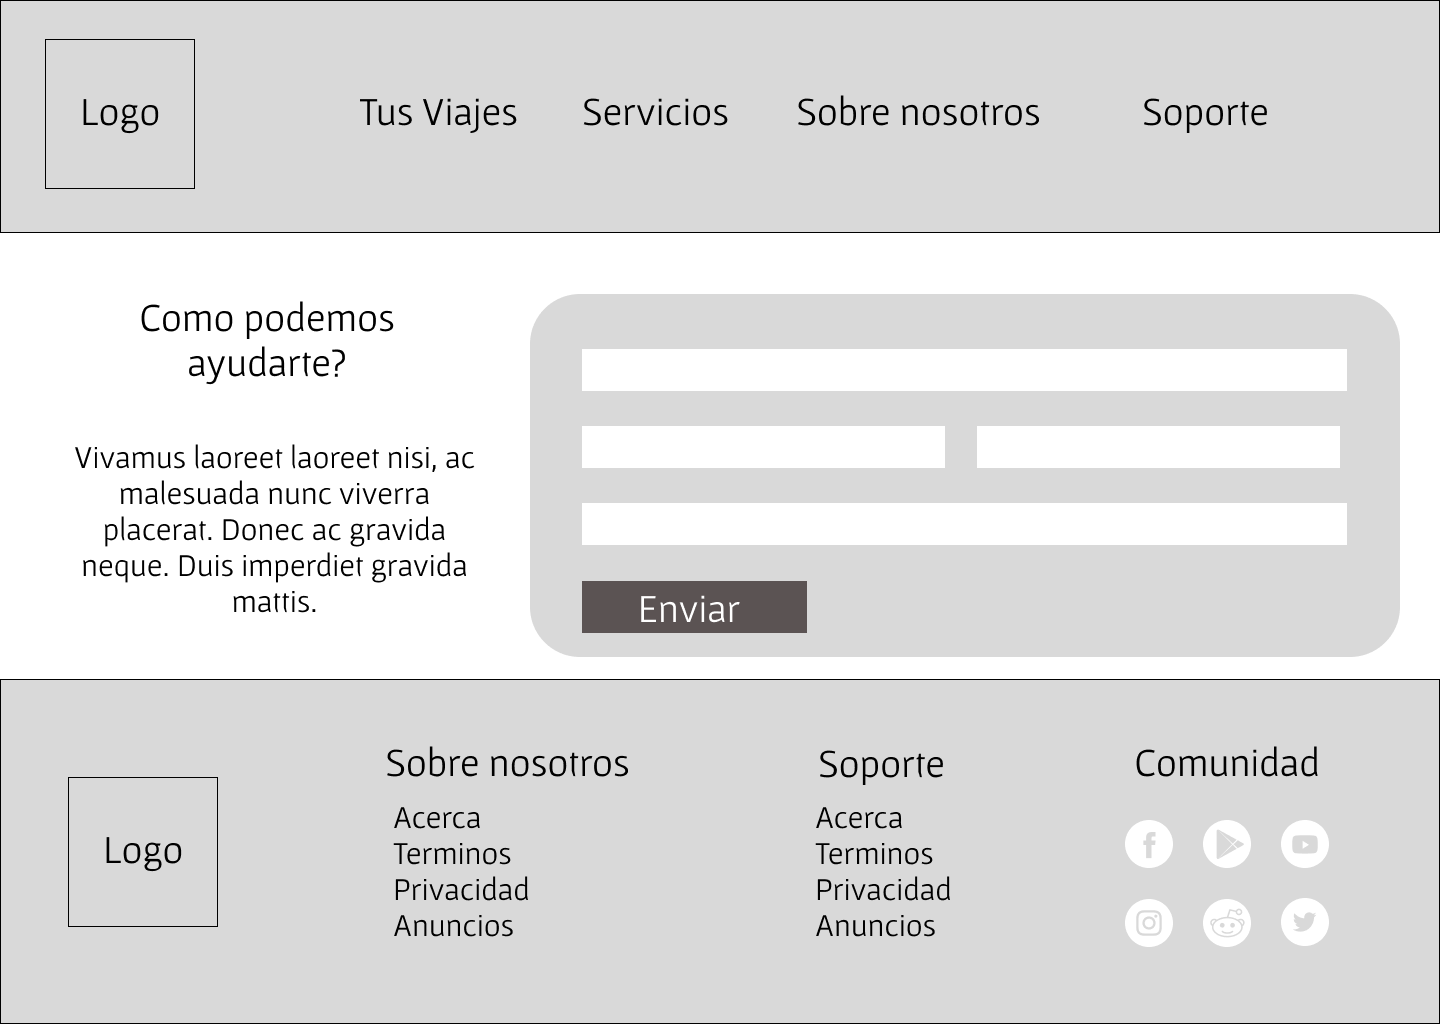 Logo
Tus Viajes
Servicios
Sobre nosotros
Soporte
Como podemos
ayudarte?
Vivamus laoreet laoreet nisi, ac
malesuada nunc viverra
placerat. Donec ac gravida
neque. Duis imperdiet gravida
mattis.
Enviar
Logo
Sobre nosotros
Acerca
Terminos
Privacidad
Anuncios
Soporte
Acerca
Terminos
Privacidad
Anuncios
Comunidad